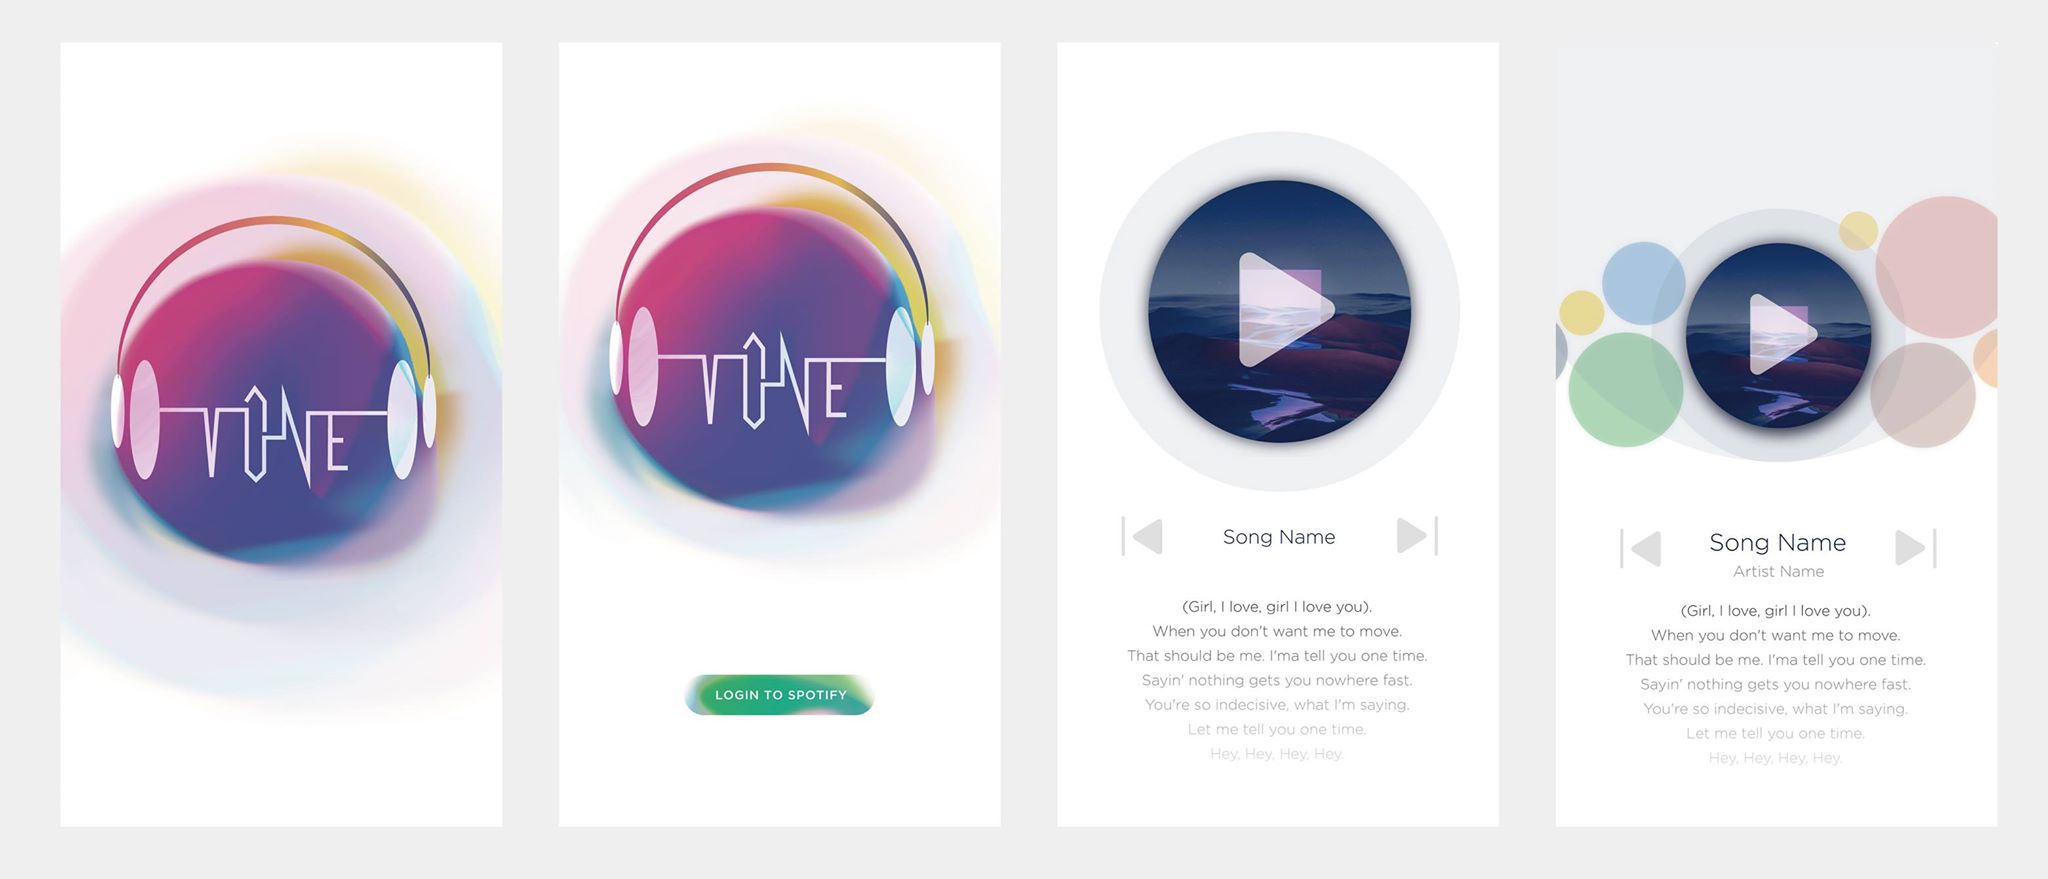 LOGIN TO SPOTIFY
Song Name
(Girl, I love, girl I love you).
When you don't want me to move.
That should be me. I'ma tell you one time.
Sayin' nothing gets you nowhere fast.
You're so indecisive, what I'm saying.
Let me tell you one time.
Hey, Hey, Hey, Hey.
Song Name
Artist Name
(Girl, I love, girl I love you).
When you don't want me to move.
That should be me. I'ma tell you one time.
Sayin' nothing gets you nowhere fast.
You're so indecisive, what I'm saying.
Let me tell you one time.
Hey, Hey, Hey, Hey.